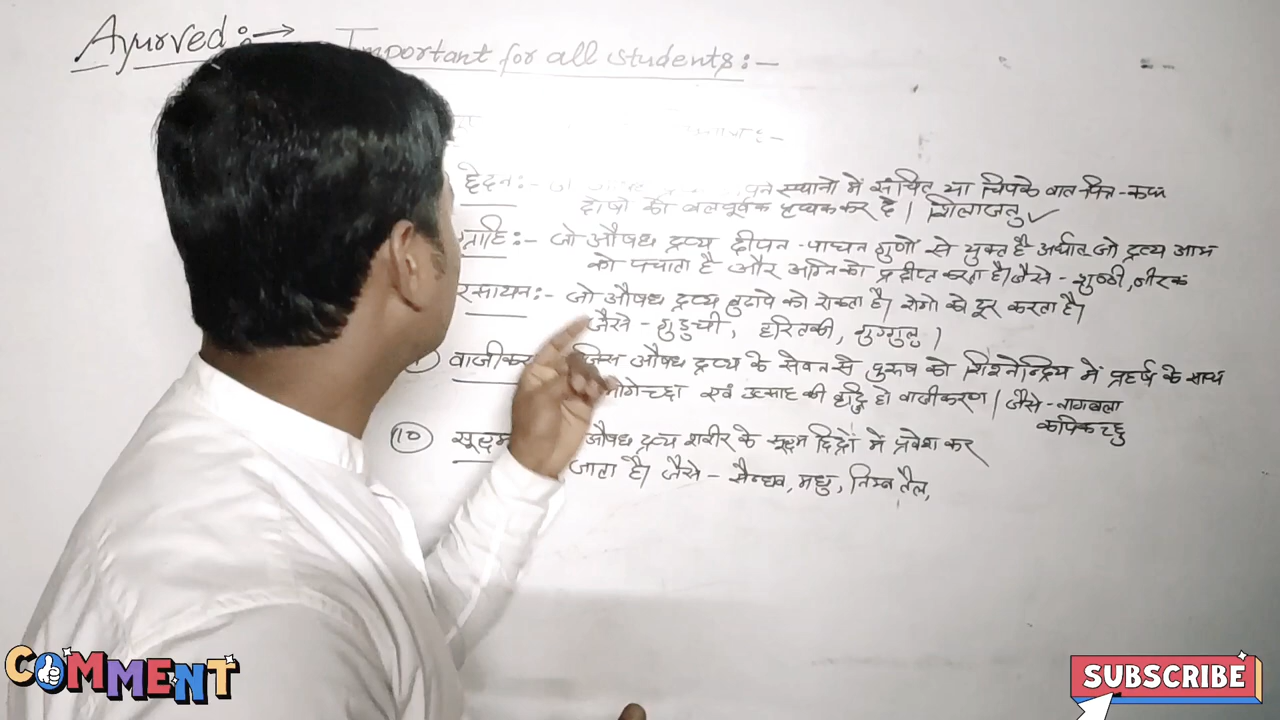 Ayurved:→ Important for all students:-
छेदन:- स्थानो में संचित या चिपके वात पित्त-कफ
दोषो को बलपूर्वक पृथक कर दे। शिलाजतु✓
ग्राहि:- जो औषध द्रव्य दीपन-पाचन गुणों से युक्त है अर्थात जो द्रव्य आम
को पचाता है और अग्नि को प्रदीप्त करता है। जैसे-शुण्ठी, जीरक
रसायन:- जो औषध द्रव्य बुढापे को रोकता है। रोगो को दूर करता है।
जैसे - गुडुची, हरितकी, गुग्गुलु।
वाजीकर जिस औषध द्रव्य के सेवन से पुरुष को शिश्नेन्द्रिय में प्रहर्ष के साथ
एवं उत्साह की वृद्धि हो वाजीकरण। जैसे-नागबला
कपिकच्छु
(10) सूक्ष्म औषध द्रव्य शरीर के सूक्ष्म छिद्रों में प्रवेश कर
जाता है। जैसे - सैन्धव, मधु, निम्ब तैल,
COMMENT
SUBSCRIBE